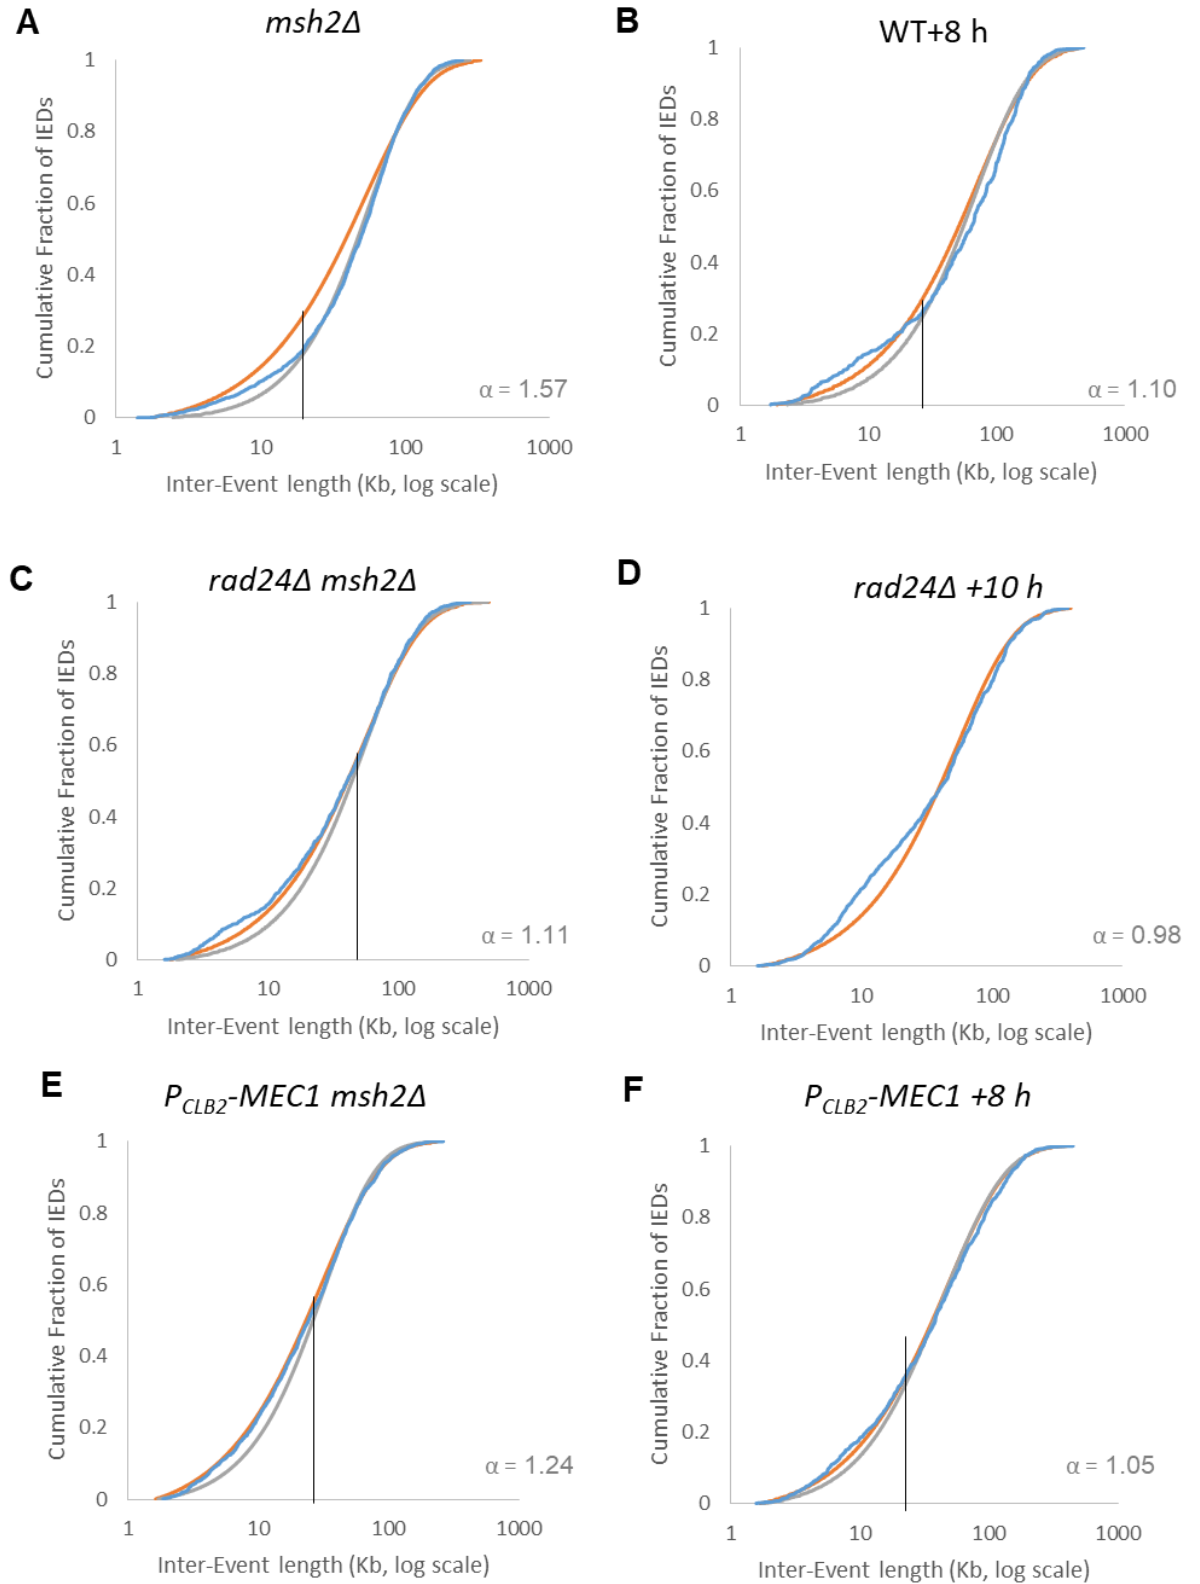 A
msh2Δ
1
0.8
0.6
0.4
0.2
0
Cumulative Fraction of IEDs
α = 1.57
1 10 100 1000
Inter-Event length (Kb, log scale)
B
WT+8 h
1
0.8
0.6
0.4
0.2
0
Cumulative Fraction of IEDs
α = 1.10
1 10 100 1000
Inter-Event length (Kb, log scale)
C
rad24Δ msh2Δ
1
0.8
0.6
0.4
0.2
0
Cumulative Fraction of IEDs
α = 1.11
1 10 100 1000
Inter-Event length (Kb, log scale)
D
rad24Δ +10 h
1
0.8
0.6
0.4
0.2
0
Cumulative Fraction of IEDs
α = 0.98
1 10 100 1000
Inter-Event length (Kb, log scale)
E
P_CLB2-MEC1 msh2Δ
1
0.8
0.6
0.4
0.2
0
Cumulative Fraction of IEDs
α = 1.24
1 10 100 1000
Inter-Event length (Kb, log scale)
F
P_CLB2-MEC1 +8 h
1
0.8
0.6
0.4
0.2
0
Cumulative Fraction of IEDs
α = 1.05
1 10 100 1000
Inter-Event length (Kb, log scale)